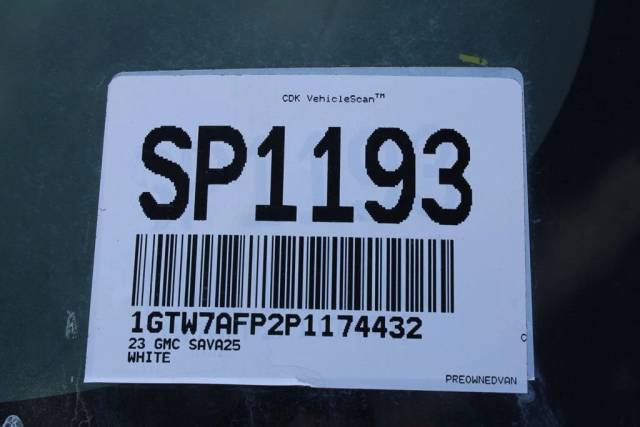 CDK VehicleScan™
SP1193
1GTW7AFP2P1174432
23 GMC SAVA25
WHITE
C
PREOWNEDVAN